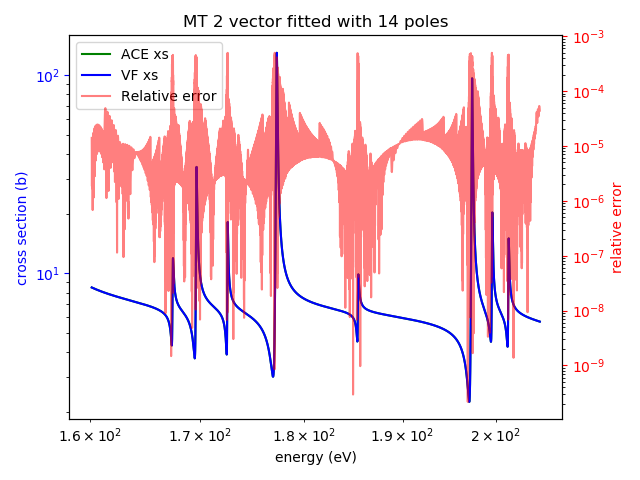 MT 2 vector fitted with 14 poles
ACE xs
VF xs
Relative error
cross section (b)
10²
10¹
relative error
10⁻³
10⁻⁴
10⁻⁵
10⁻⁶
10⁻⁷
10⁻⁸
10⁻⁹
1.6 × 10² 1.7 × 10² 1.8 × 10² 1.9 × 10² 2 × 10²
energy (eV)